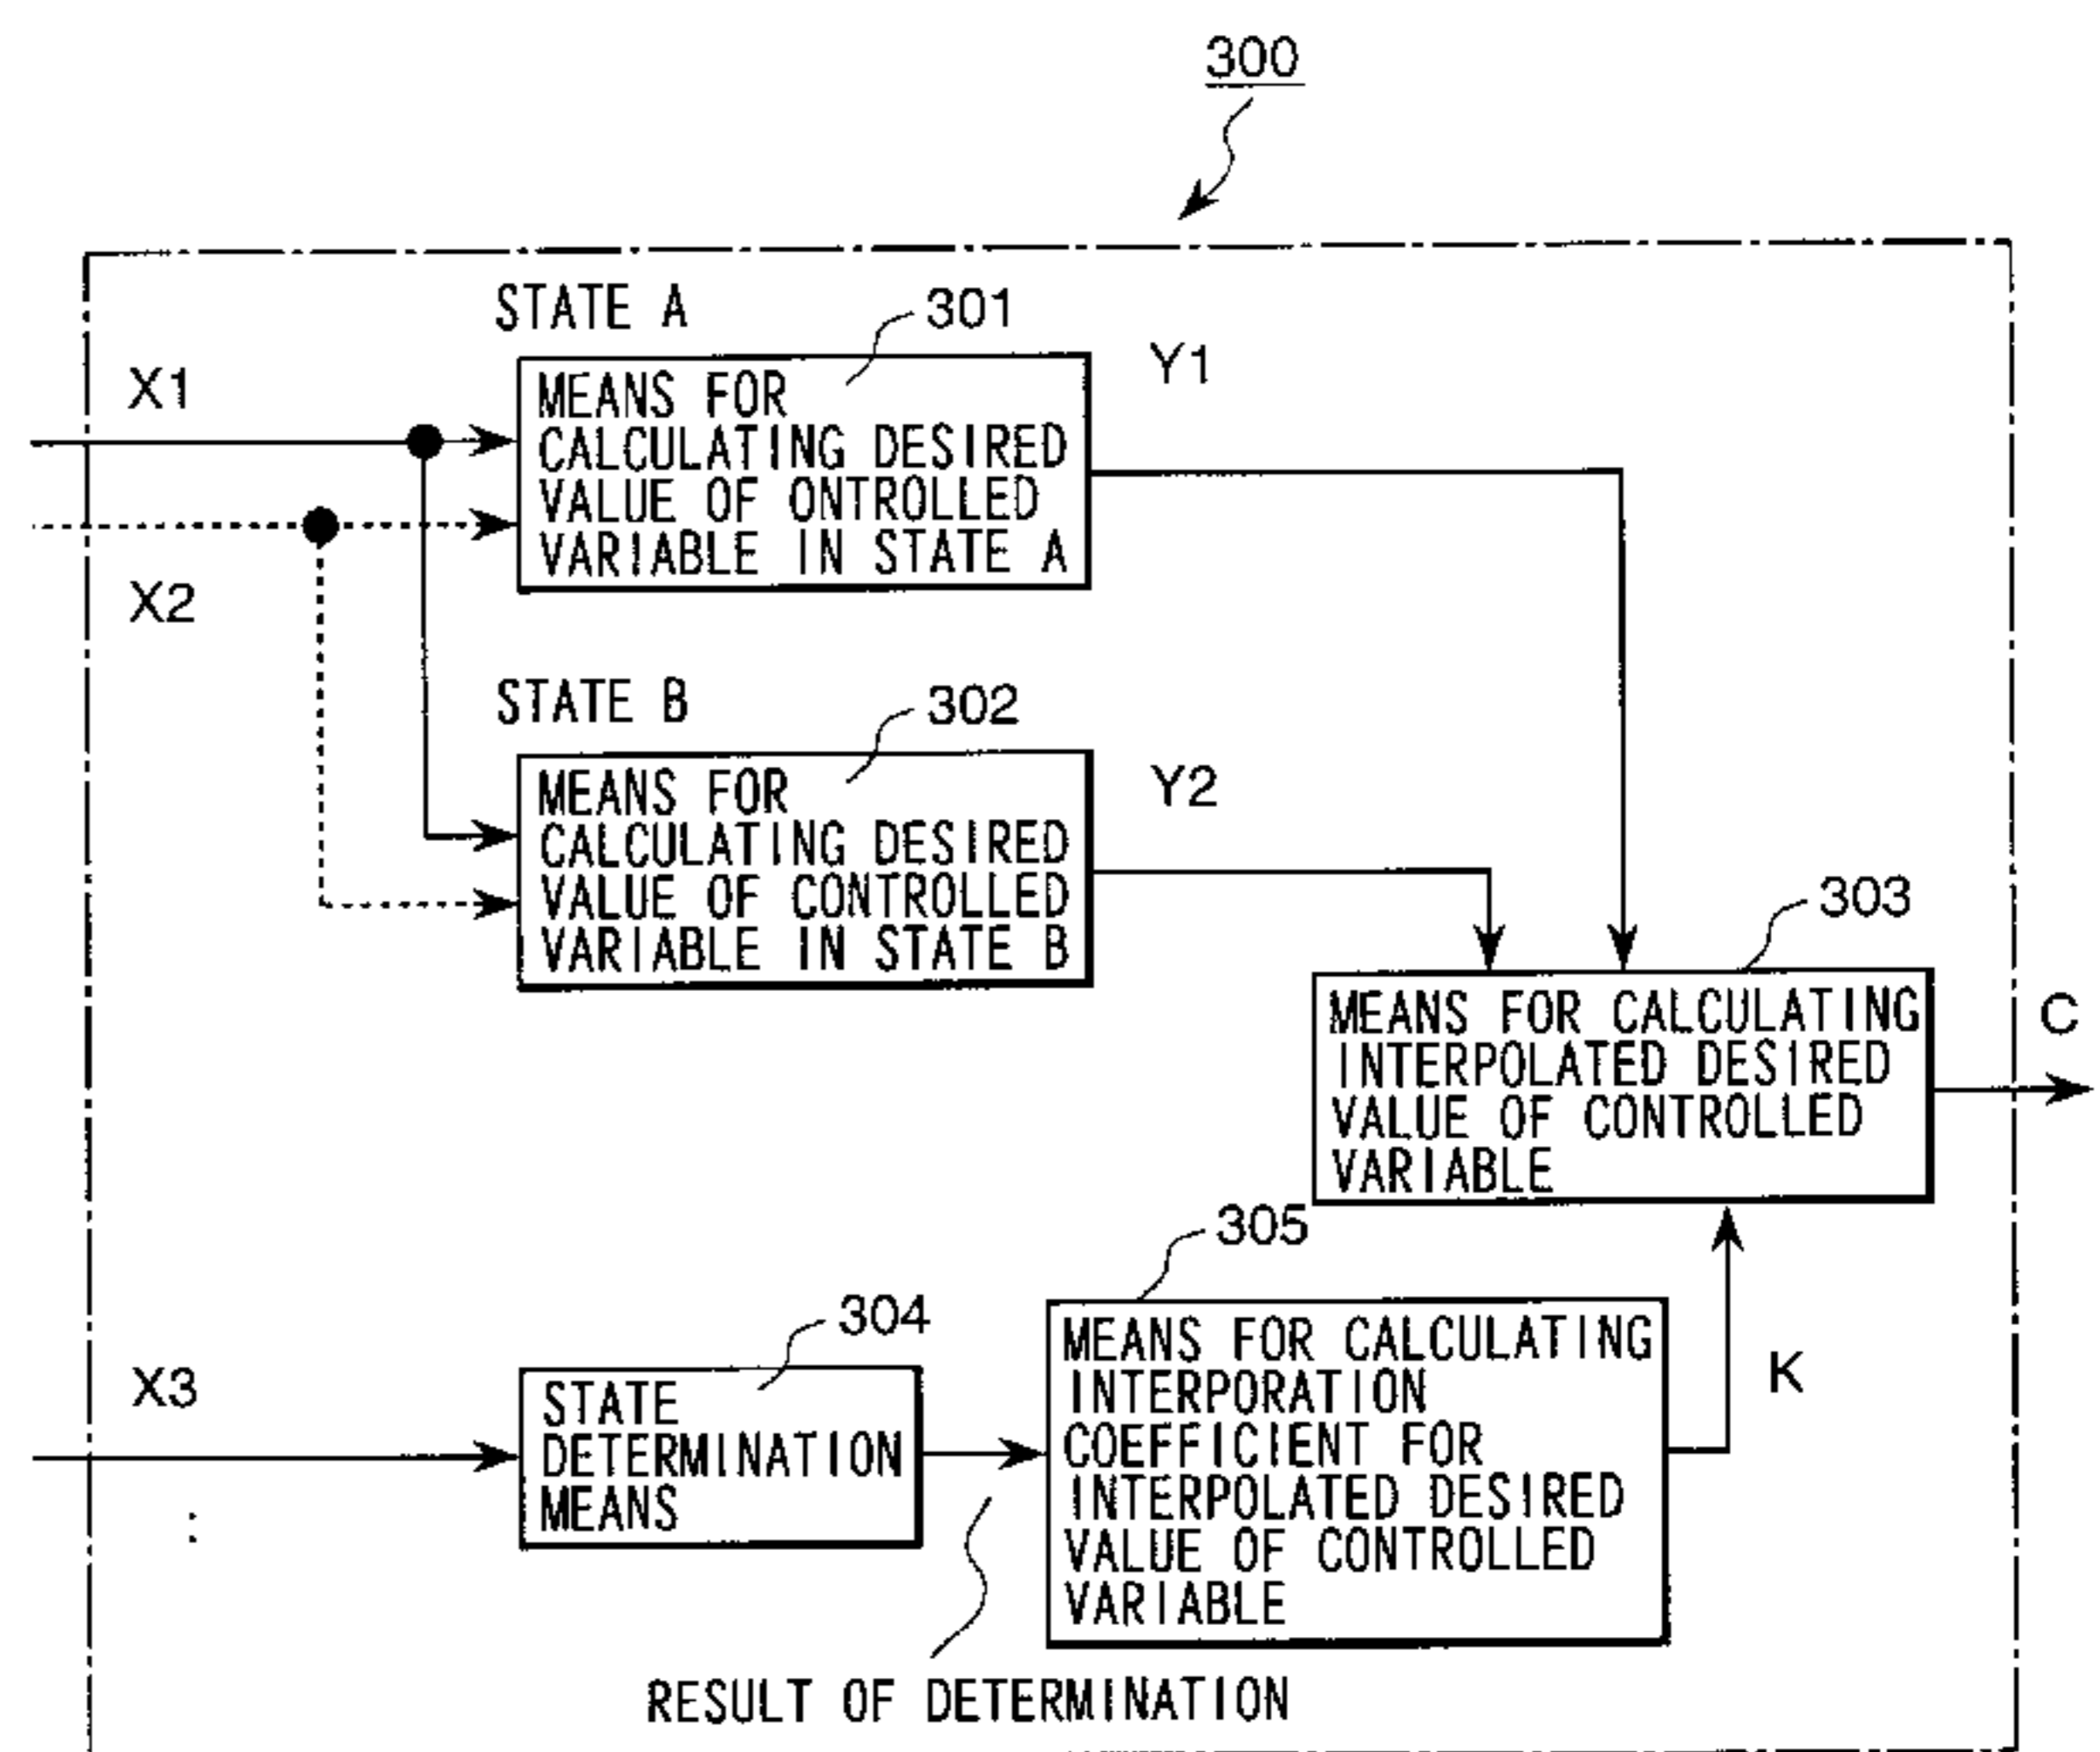 300
STATE A
301
X1
MEANS FOR
CALCULATING DESIRED
VALUE OF ONTROLLED
VARIABLE IN STATE A
Y1
X2
STATE B
302
MEANS FOR
CALCULATING DESIRED
VALUE OF CONTROLLED
VARIABLE IN STATE B
Y2
303
MEANS FOR CALCULATING
INTERPOLATED DESIRED
VALUE OF CONTROLLED
VARIABLE
C
305
304
X3
:
STATE
DETERMINATION
MEANS
MEANS FOR CALCULATING
INTERPORATION
COEFFICIENT FOR
INTERPOLATED DESIRED
VALUE OF CONTROLLED
VARIABLE
K
RESULT OF DETERMINATION